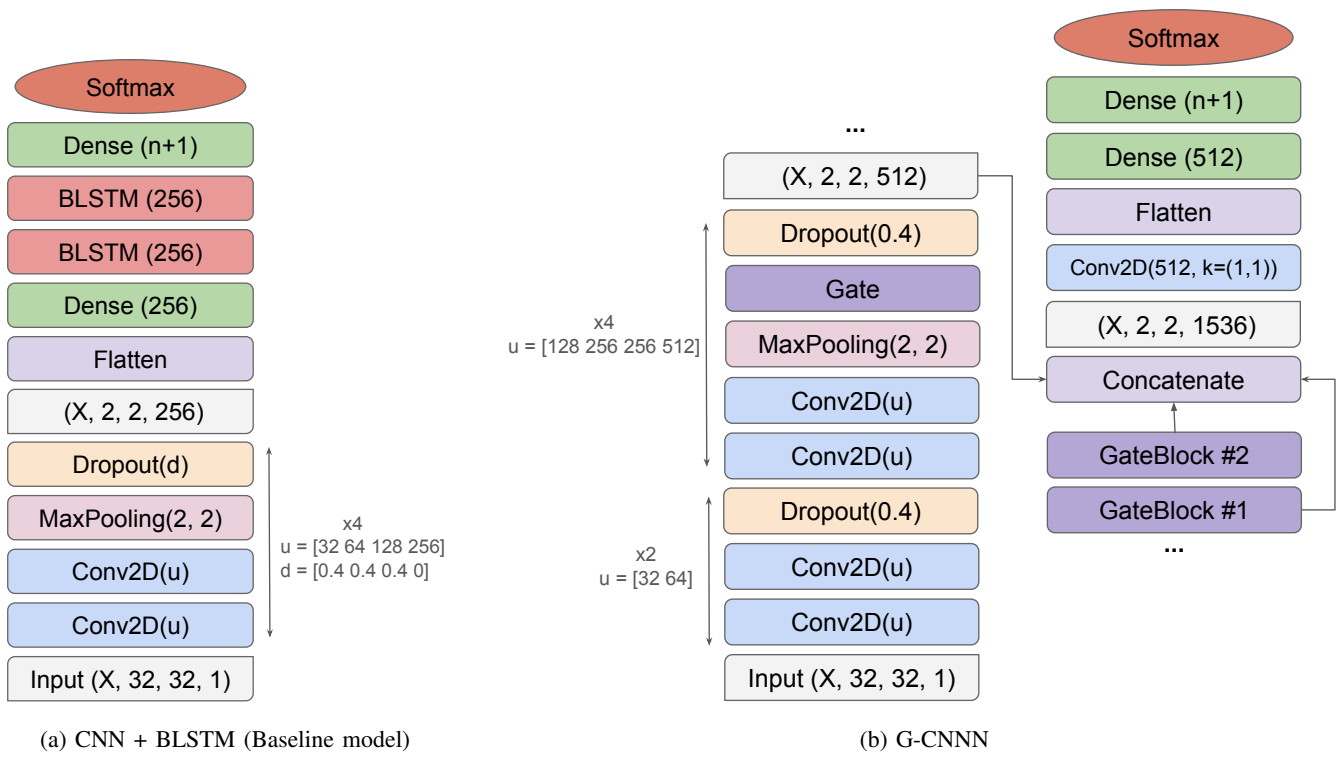 Softmax
Dense (n+1)
BLSTM (256)
BLSTM (256)
Dense (256)
Flatten
(X, 2, 2, 256)
Dropout(d)
MaxPooling(2, 2)
Conv2D(u)
Conv2D(u)
Input (X, 32, 32, 1)
x4
u = [32 64 128 256]
d = [0.4 0.4 0.4 0]
(a) CNN + BLSTM (Baseline model)
...
(X, 2, 2, 512)
Dropout(0.4)
Gate
MaxPooling(2, 2)
Conv2D(u)
Conv2D(u)
x4
u = [128 256 256 512]
Dropout(0.4)
Conv2D(u)
Conv2D(u)
x2
u = [32 64]
Input (X, 32, 32, 1)
Softmax
Dense (n+1)
Dense (512)
Flatten
Conv2D(512, k=(1,1))
(X, 2, 2, 1536)
Concatenate
GateBlock #2
GateBlock #1
...
(b) G-CNNN